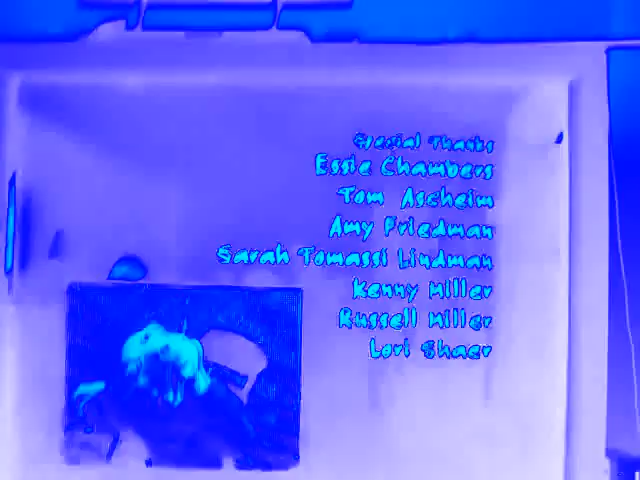 Special Thanks
Essie Chambers
Tom Ascheim
Amy Friedman
Sarah Tomassi Lindman
Kenny Miller
Russell Miller
Lori Shaer